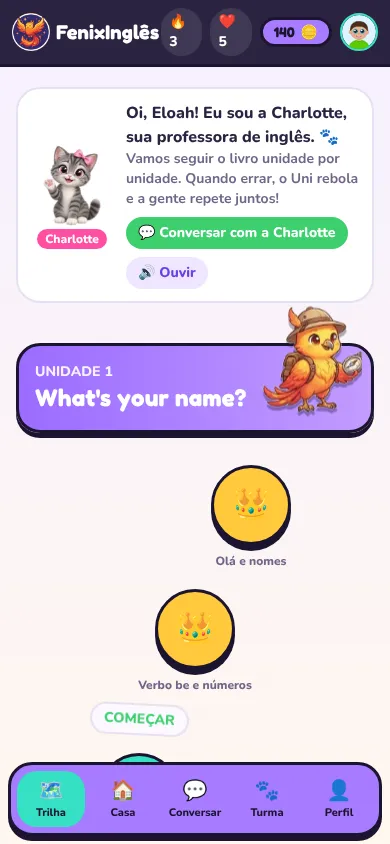 FenixInglês
🔥 3
❤️ 5
140 🪙
Oi, Eloah! Eu sou a Charlotte,
sua professora de inglês. 🐾
Vamos seguir o livro unidade por
unidade. Quando errar, o Uni rebola
e a gente repete juntos!
Charlotte
💬 Conversar com a Charlotte
🔊 Ouvir
UNIDADE 1
What's your name?
Olá e nomes
Verbo be e números
COMEÇAR
Trilha
Casa
Conversar
Turma
Perfil